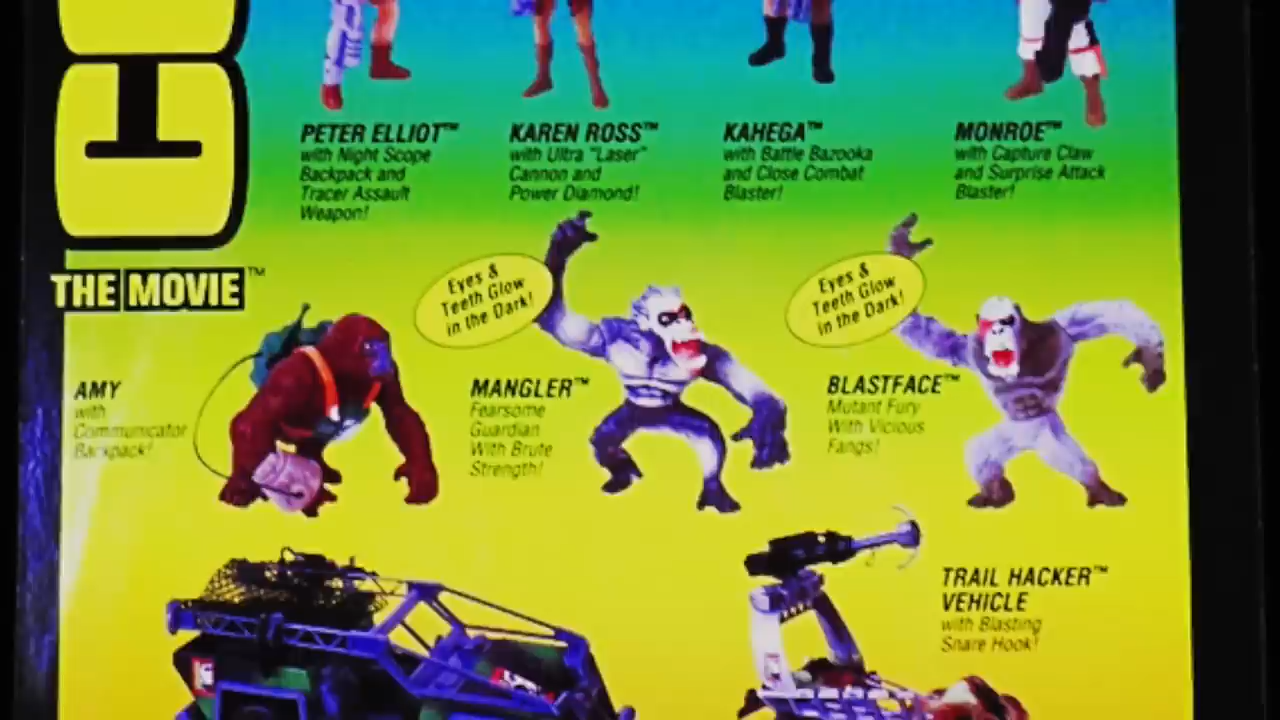 CO
THE MOVIE™
PETER ELLIOT™
with Night Scope
Backpack and
Tracer Assault
Weapon!
KAREN ROSS™
with Ultra "Laser"
Cannon and
Power Diamond!
KAHEGA™
with Battle Bazooka
and Close Combat
Blaster!
MONROE™
with Capture Claw
and Surprise Attack
Blaster!
AMY
with
Communicator
Backpack!
Eyes &
Teeth Glow
in the Dark!
MANGLER™
Fearsome
Guardian
With Brute
Strength!
Eyes &
Teeth Glow
in the Dark!
BLASTFACE™
Mutant Fury
With Vicious
Fangs!
TRAIL HACKER™
VEHICLE
with Blasting
Snare Hook!